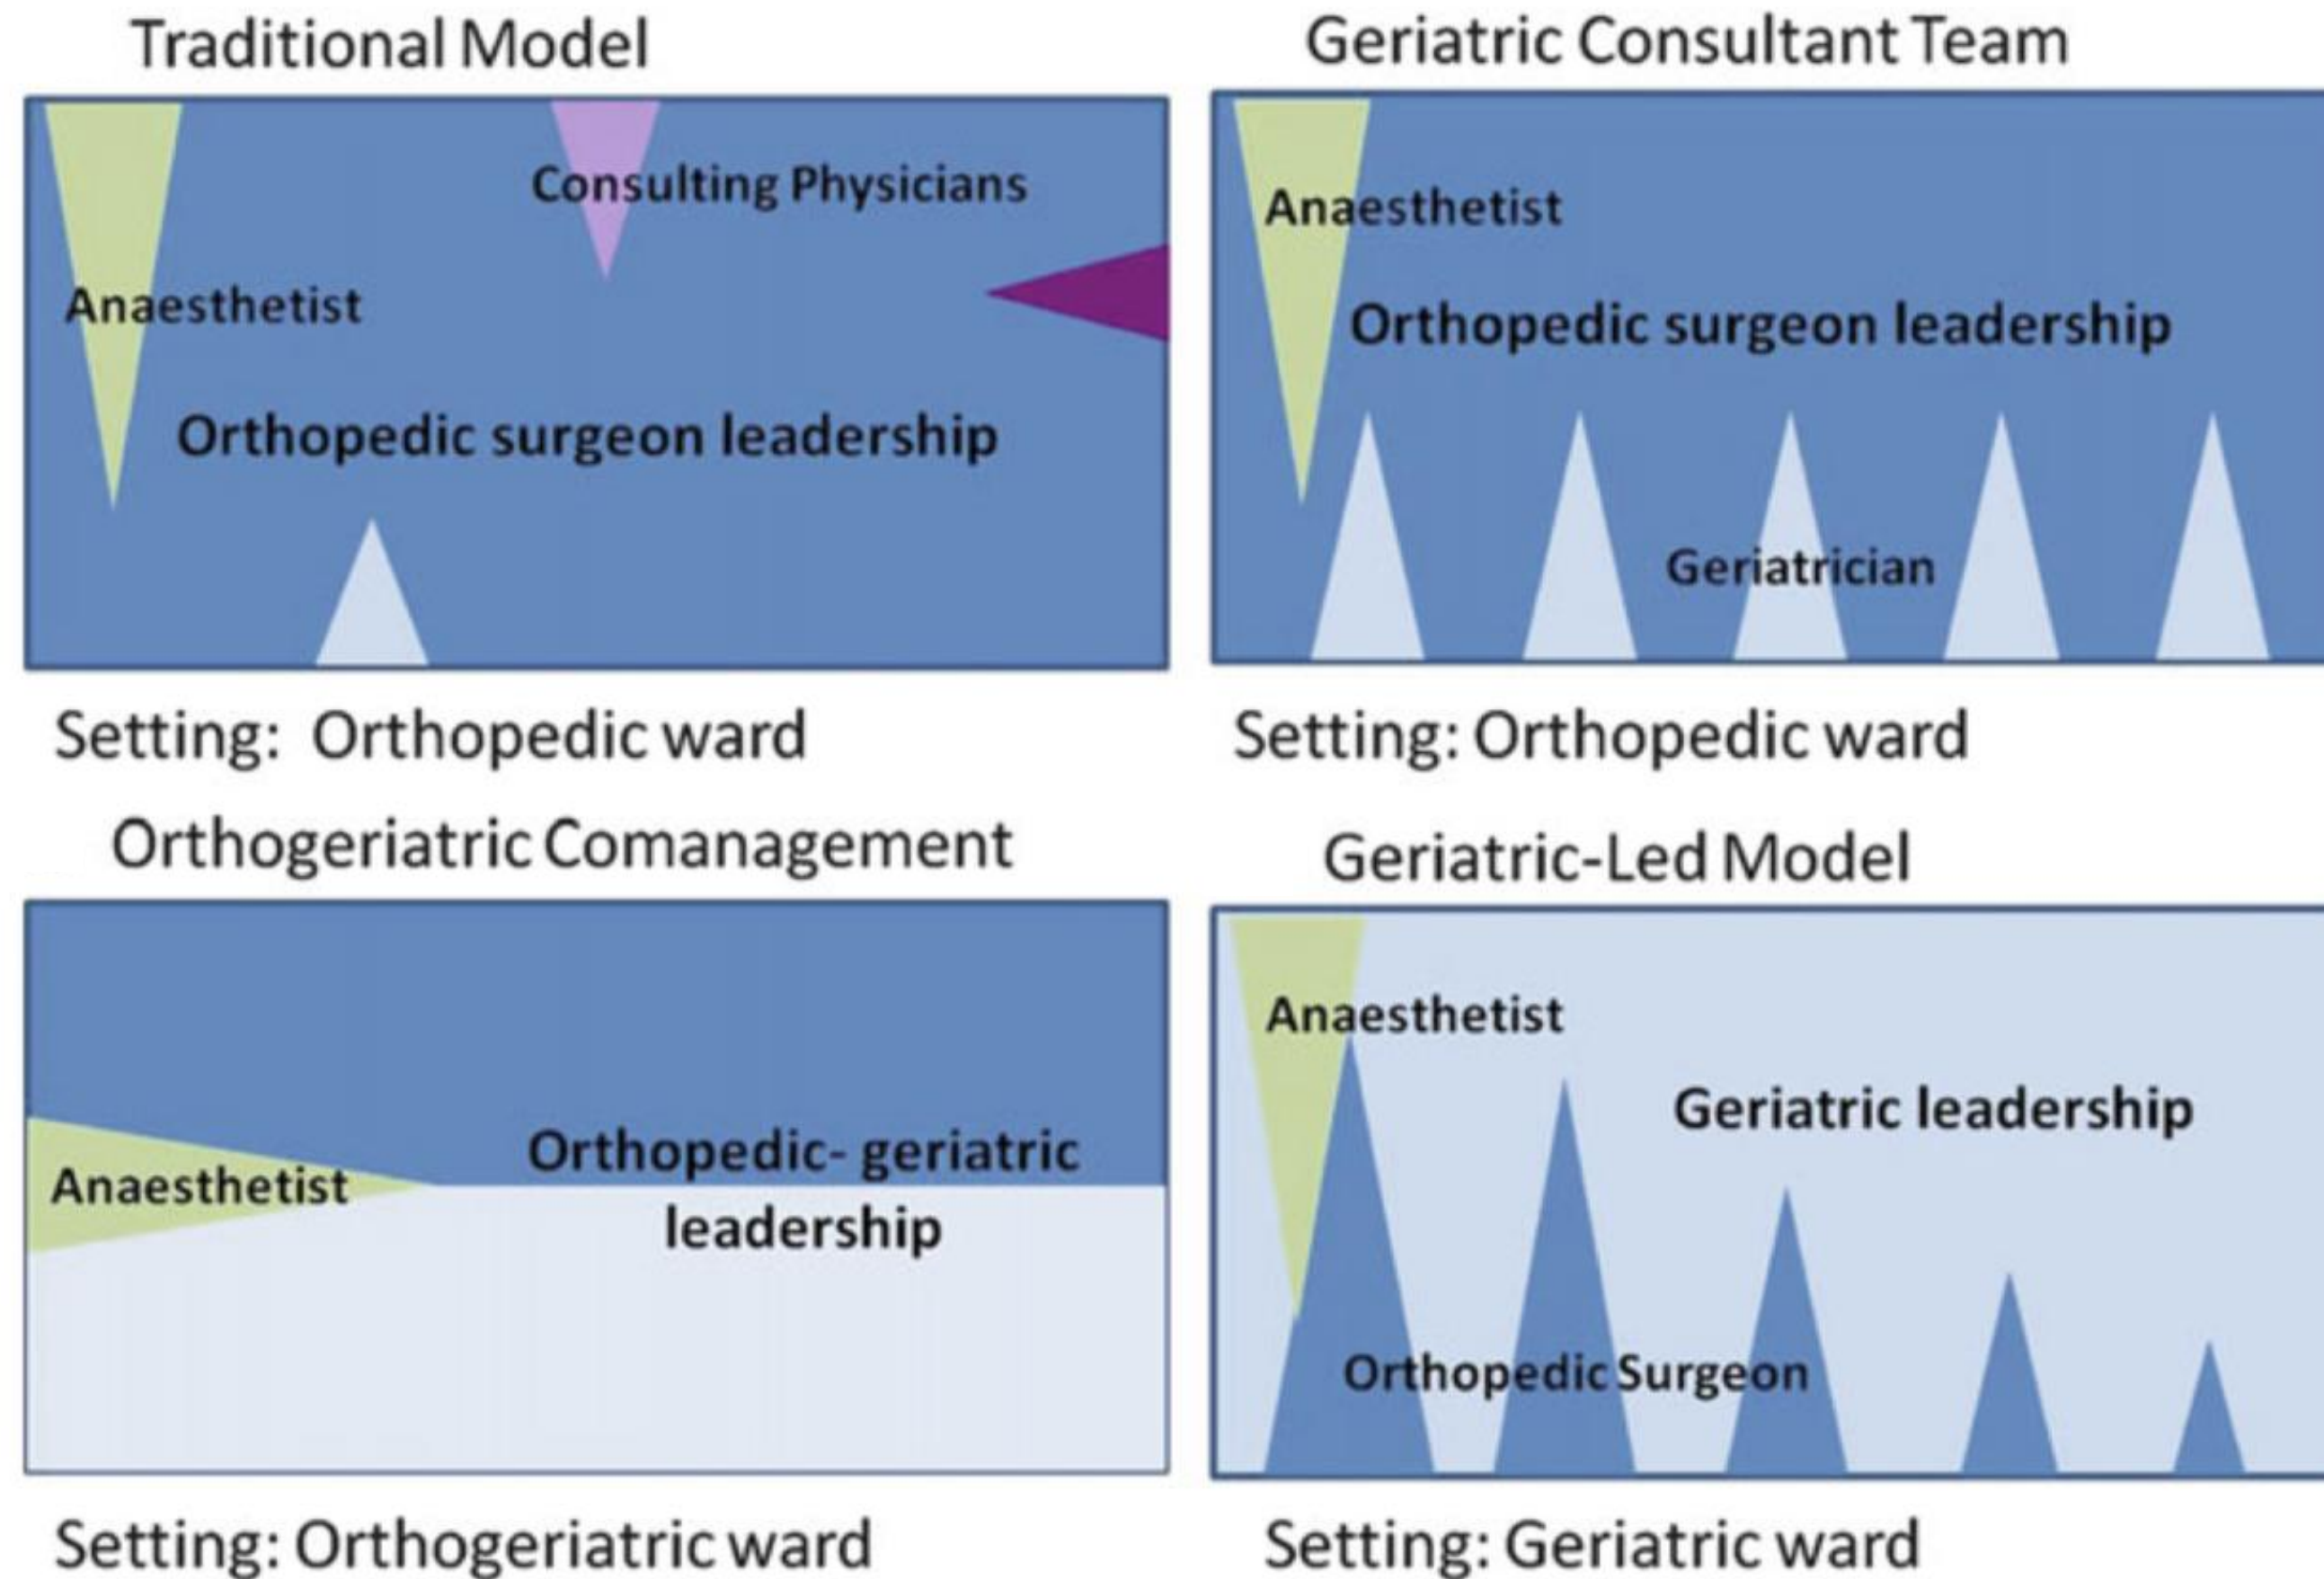 Traditional Model
Consulting Physicians
Anaesthetist
Orthopedic surgeon leadership
Setting: Orthopedic ward
Geriatric Consultant Team
Anaesthetist
Orthopedic surgeon leadership
Geriatrician
Setting: Orthopedic ward
Orthogeriatric Comanagement
Orthopedic- geriatric
leadership
Anaesthetist
Setting: Orthogeriatric ward
Geriatric-Led Model
Anaesthetist
Geriatric leadership
Orthopedic Surgeon
Setting: Geriatric ward